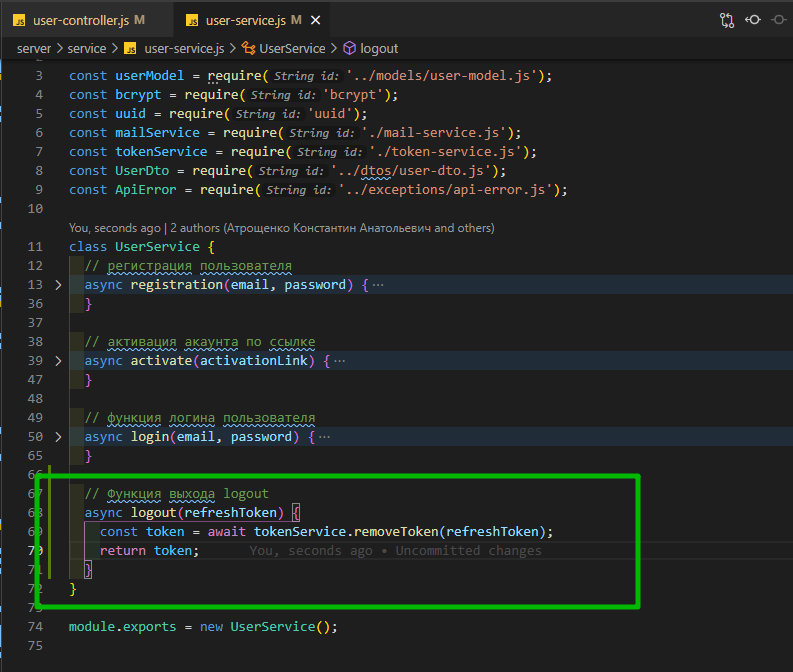 JS user-controller.js M JS user-service.js M ×
server > service > JS user-service.js > UserService > logout
3 const userModel = require( String id: '../models/user-model.js');
4 const bcrypt = require( String id: 'bcrypt');
5 const uuid = require( String id: 'uuid');
6 const mailService = require( String id: './mail-service.js');
7 const tokenService = require( String id: './token-service.js');
8 const UserDto = require( String id: '../dtos/user-dto.js');
9 const ApiError = require( String id: '../exceptions/api-error.js');
10
You, seconds ago | 2 authors (Атрощенко Константин Анатольевич and others)
11 class UserService {
12 // регистрация пользователя
13 > async registration(email, password) { ···
36 }
37
38 // активация акаунта по ссылке
39 > async activate(activationLink) { ···
47 }
48
49 // функция логина пользователя
50 > async login(email, password) { ···
65 }
66
67 // Функция выхода logout
68 async logout(refreshToken) {
69 const token = await tokenService.removeToken(refreshToken);
70 return token; You, seconds ago • Uncommitted changes
71 }
72 }
73
74 module.exports = new UserService();
75